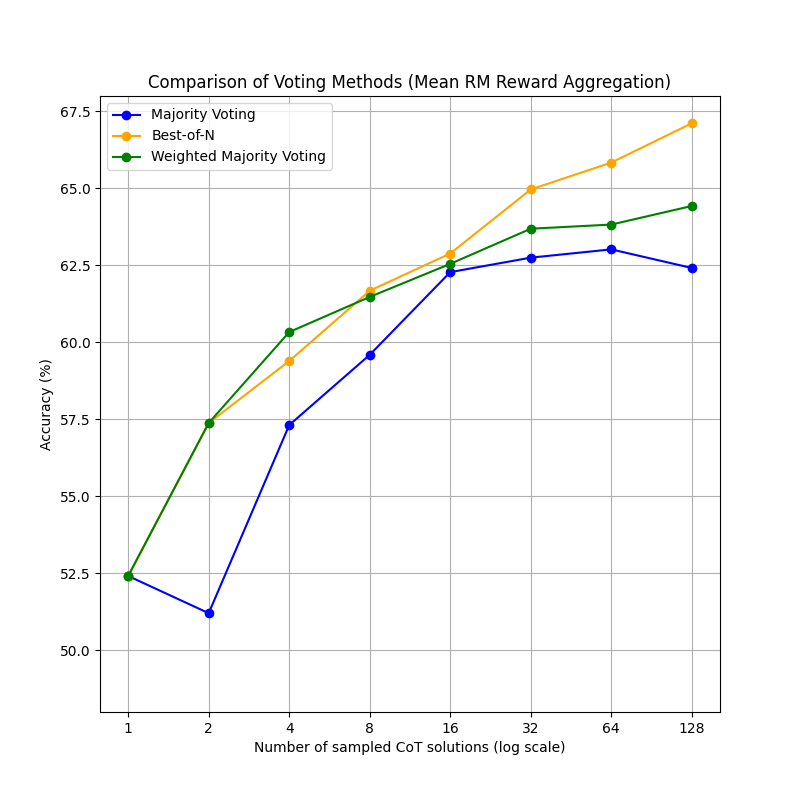 Comparison of Voting Methods (Mean RM Reward Aggregation)
Majority Voting
Best-of-N
Weighted Majority Voting
67.5
65.0
62.5
60.0
57.5
55.0
52.5
50.0
Accuracy (%)
1 2 4 8 16 32 64 128
Number of sampled CoT solutions (log scale)